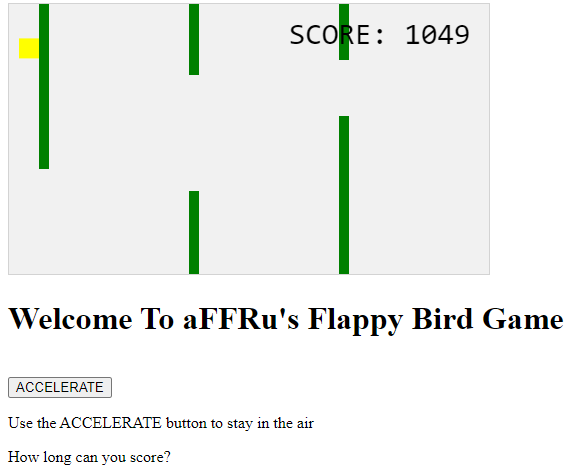 SCORE: 1049
Welcome To aFFRu's Flappy Bird Game
ACCELERATE
Use the ACCELERATE button to stay in the air
How long can you score?